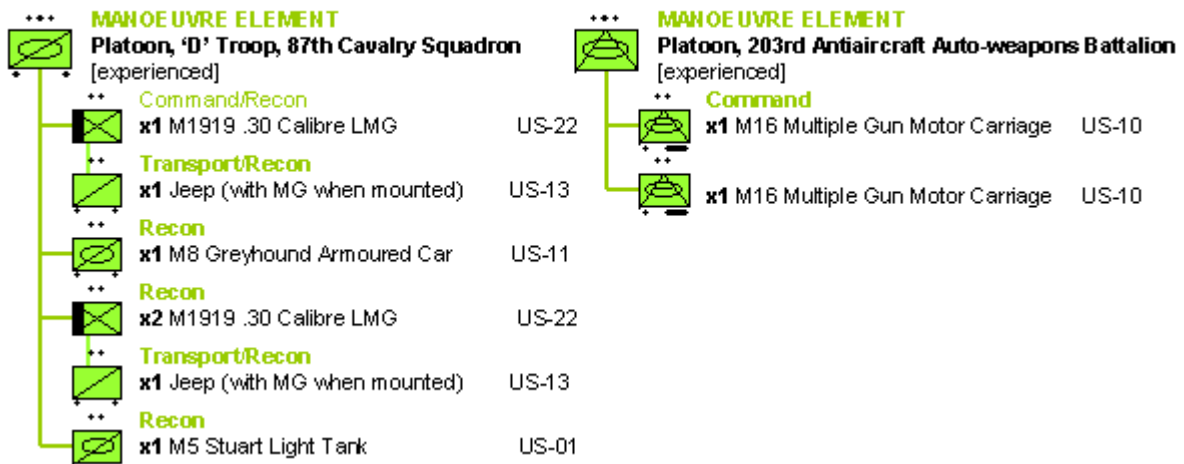 MANOEUVRE ELEMENT
Platoon, ‘D’ Troop, 87th Cavalry Squadron
[experienced]
Command/Recon
x1 M1919 .30 Calibre LMG US-22
Transport/Recon
x1 Jeep (with MG when mounted) US-13
Recon
x1 M8 Greyhound Armoured Car US-11
Recon
x2 M1919 .30 Calibre LMG US-22
Transport/Recon
x1 Jeep (with MG when mounted) US-13
Recon
x1 M5 Stuart Light Tank US-01
MANOEUVRE ELEMENT
Platoon, 203rd Antiaircraft Auto-weapons Battalion
[experienced]
Command
x1 M16 Multiple Gun Motor Carriage US-10
x1 M16 Multiple Gun Motor Carriage US-10